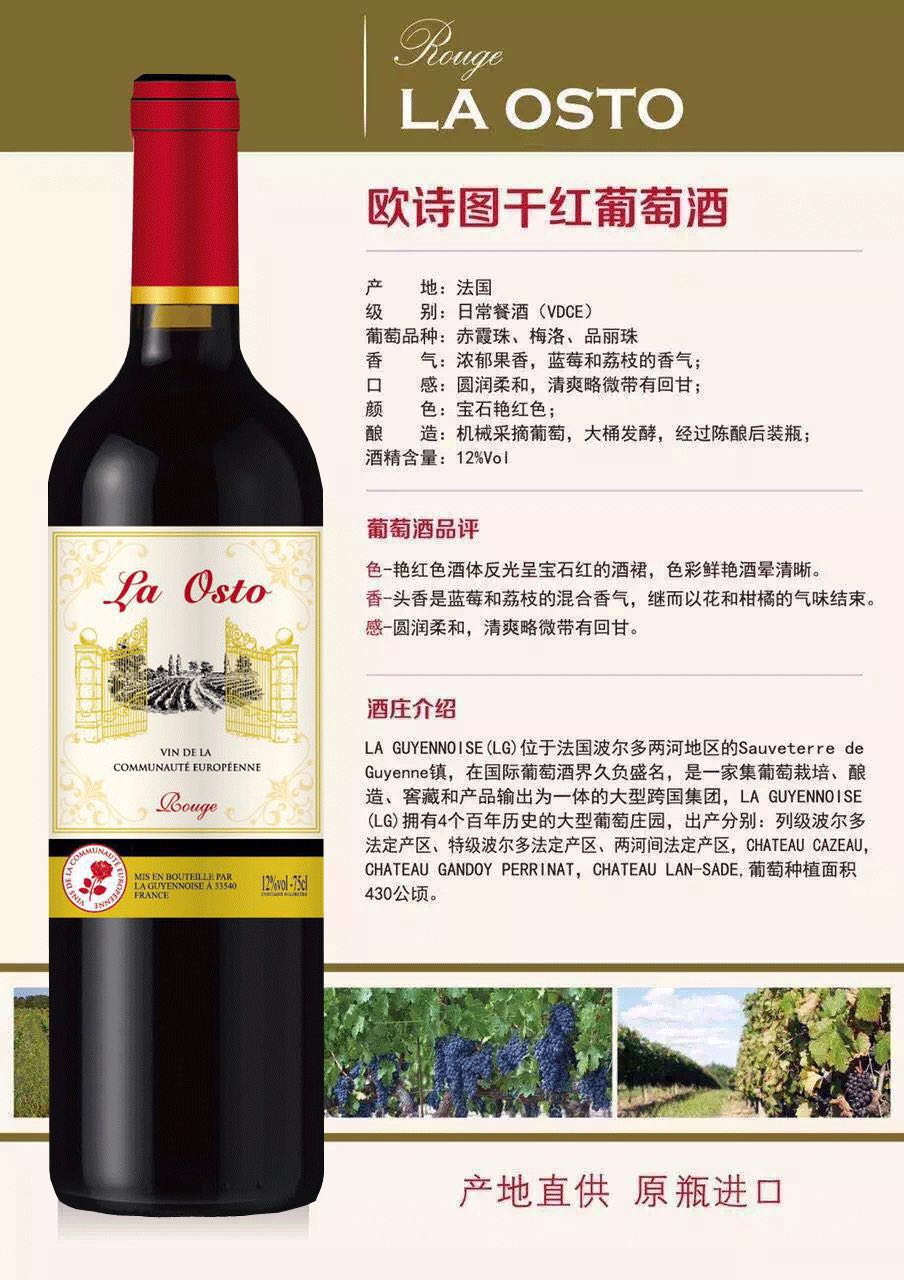 Rouge
LA OSTO
欧诗图干红葡萄酒
产　　地：法国
级　　别：日常餐酒（VDCE）
葡萄品种：赤霞珠、梅洛、品丽珠
香　　气：浓郁果香，蓝莓和荔枝的香气；
口　　感：圆润柔和，清爽略微带有回甘；
颜　　色：宝石艳红色；
酿　　造：机械采摘葡萄，大桶发酵，经过陈酿后装瓶；
酒精含量：12%Vol
葡萄酒品评
色-艳红色酒体反光呈宝石红的酒裙，色彩鲜艳酒晕清晰。
香-头香是蓝莓和荔枝的混合香气，继而以花和柑橘的气味结束。
感-圆润柔和，清爽略微带有回甘。
酒庄介绍
LA GUYENNOISE(LG)位于法国波尔多两河地区的Sauveterre de
Guyenne镇，在国际葡萄酒界久负盛名，是一家集葡萄栽培、酿
造、窖藏和产品输出为一体的大型跨国集团，LA GUYENNOISE
(LG)拥有4个百年历史的大型葡萄庄园，出产分别：列级波尔多
法定产区、特级波尔多法定产区、两河间法定产区，CHATEAU CAZEAU,
CHATEAU GANDOY PERRINAT, CHATEAU LAN-SADE,葡萄种植面积
430公顷。
La Osto
VIN DE LA
COMMUNAUTÉ EUROPÉENNE
Rouge
VINS DE LA COMMUNAUTÉ EUROPÉENNE
MIS EN BOUTEILLE PAR
LA GUYENNOISE À 33540
FRANCE
12%vol -75cl
CONTAINS SULPHITES
产地直供 原瓶进口